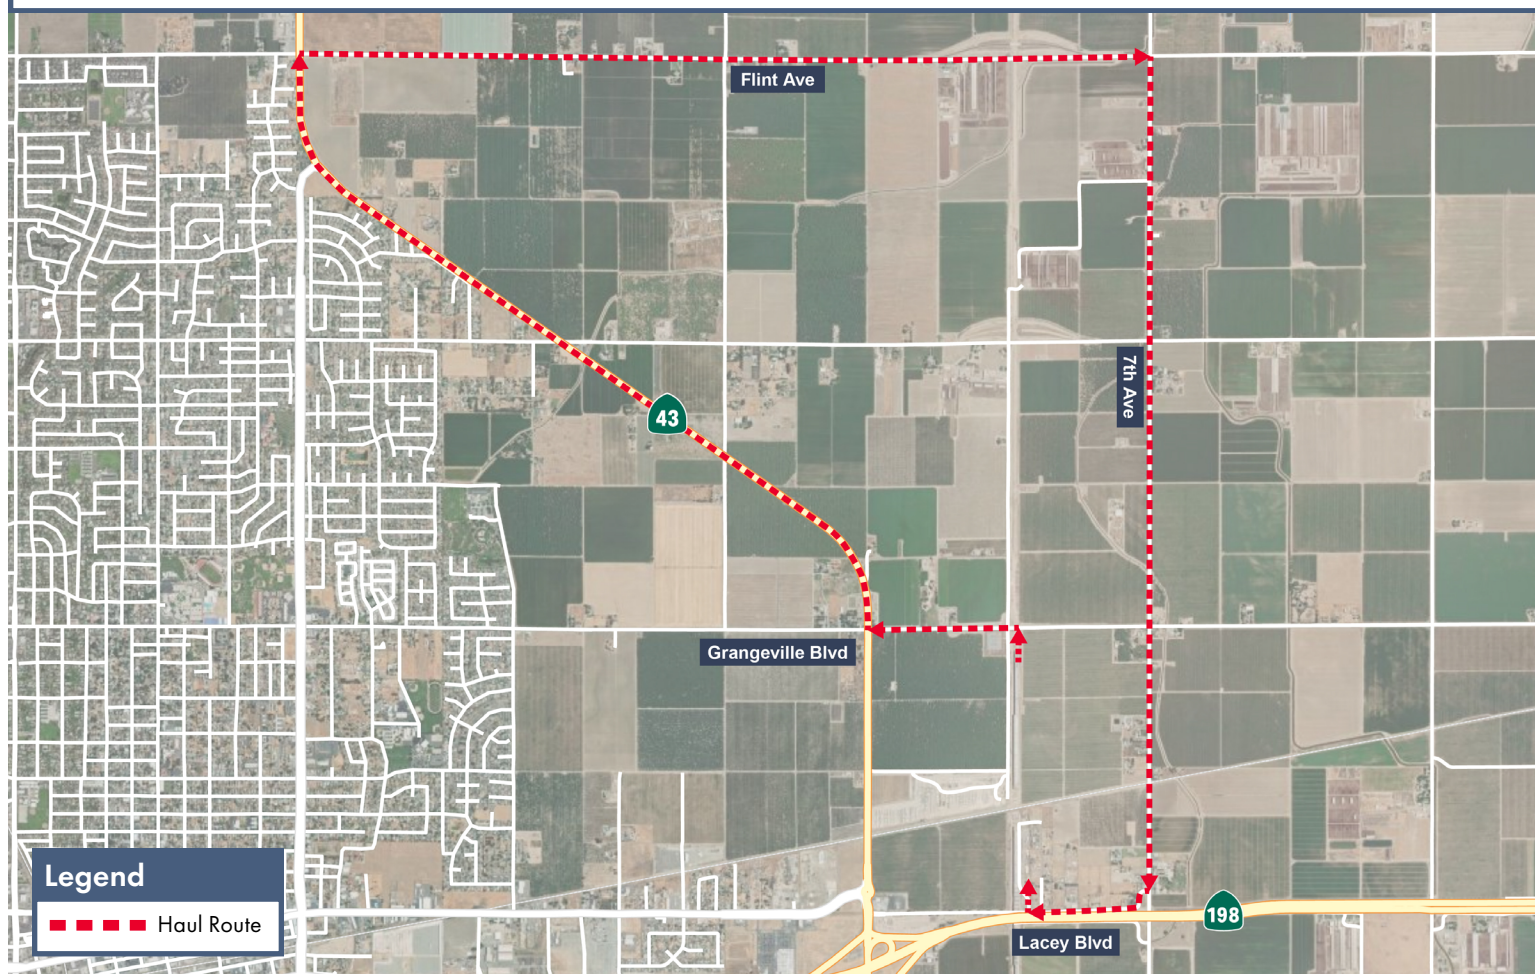 Flint Ave
7th Ave
43
Grangeville Blvd
Legend
Haul Route
198
Lacey Blvd